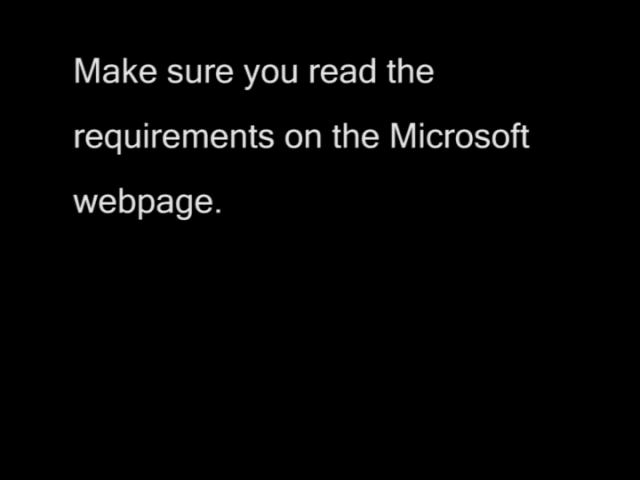 Make sure you read the
requirements on the Microsoft
webpage.